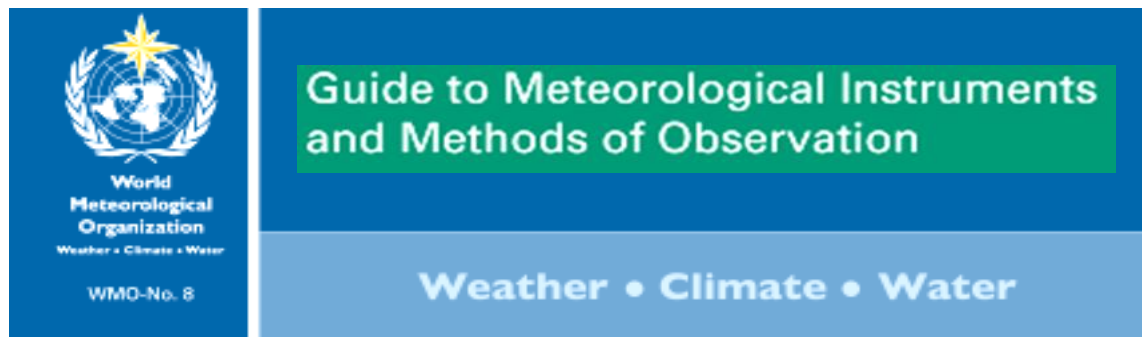 World
Meteorological
Organization
Weather • Climate • Water
WMO-No. 8
Guide to Meteorological Instruments
and Methods of Observation
Weather • Climate • Water